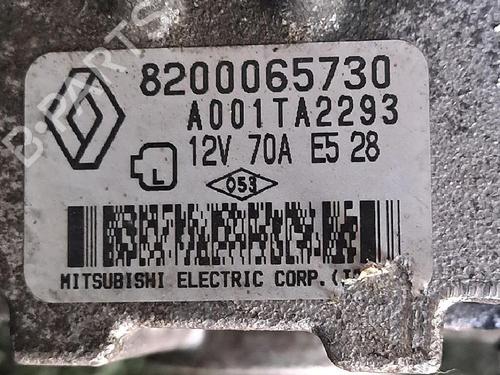 8200065730
A001TA2293
12V 70A E5 28
L
053
MITSUBISHI ELECTRIC CORP.
B-PARTS